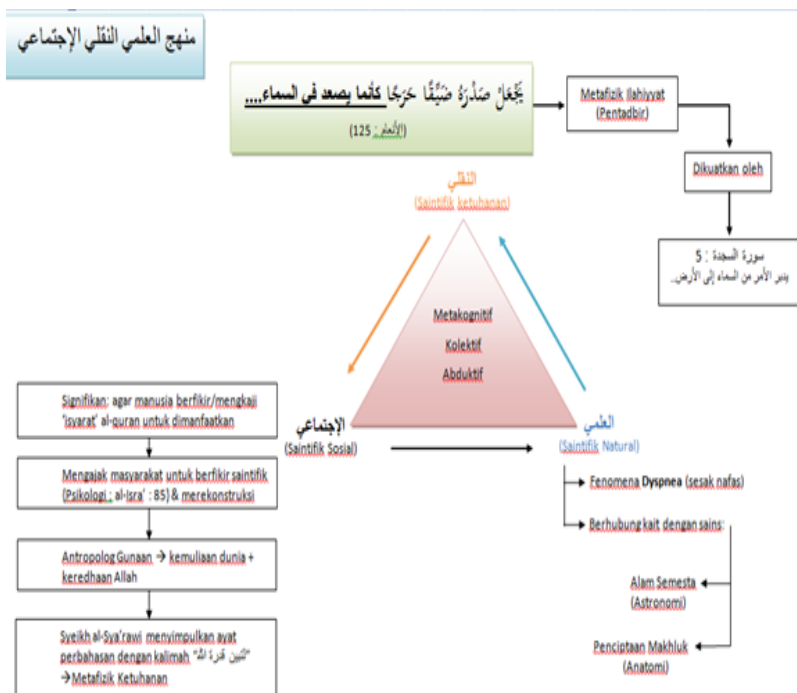 منهج العلمي النقلي الإجتماعي
يَجْعَلْ صَدْرَهُ ضَيِّقًا حَرَجًا كأنما يصعد في السماء....
(الأنعام : 125)
Metafizik Ilahiyyat
(Pentadbir)
Dikuatkan oleh
سورة السجدة : 5
يدبر الأمر من السماء إلى الأرض..
النقلي
(Saintifik ketuhanan)
Metakognitif
Kolektif
Abduktif
الإجتماعي
(Saintifik Sosial)
العلمي
(Saintifik Natural)
Signifikan: agar manusia berfikir/mengkaji
'isyarat' al-quran untuk dimanfaatkan
Mengajak masyarakat untuk berfikir saintifik
(Psikologi ; al-Isra' : 85) & merekonstruksi
Antropolog Gunaan → kemuliaan dunia +
keredhaan Allah
Syeikh al-Sya'rawi menyimpulkan ayat
perbahasan dengan kalimah "لتبين قدرة الله"
→Metafizik Ketuhanan
Fenomena Dyspnea (sesak nafas)
Berhubung kait dengan sains:
Alam Semesta
(Astronomi)
Penciptaan Makhluk
(Anatomi)